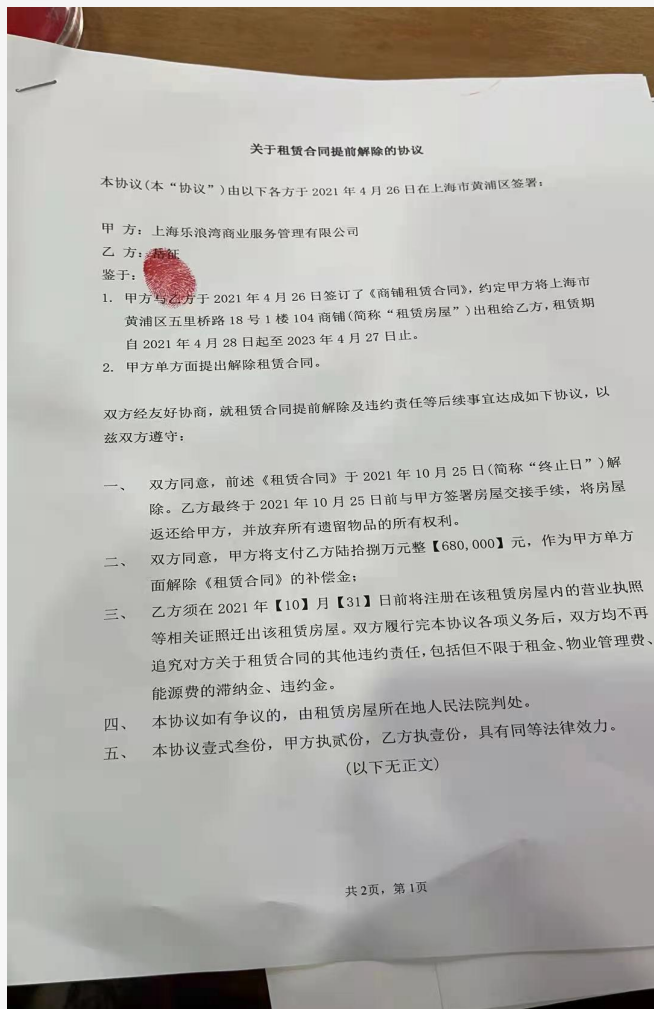 关于租赁合同提前解除的协议
本协议(本“协议”)由以下各方于 2021 年 4 月 26 日在上海市黄浦区签署:
甲 方: 上海乐浪湾商业服务管理有限公司
乙 方:
鉴于:
1. 甲方与乙方于 2021 年 4 月 26 日签订了《商铺租赁合同》, 约定甲方将上海市
黄浦区五里桥路 18 号 1 楼 104 商铺(简称“租赁房屋”)出租给乙方, 租赁期
自 2021 年 4 月 28 日起至 2023 年 4 月 27 日止。
2. 甲方单方面提出解除租赁合同。
双方经友好协商, 就租赁合同提前解除及违约责任等后续事宜达成如下协议, 以
兹双方遵守:
一、 双方同意, 前述《租赁合同》于 2021 年 10 月 25 日(简称“终止日”)解
除。乙方最终于 2021 年 10 月 25 日前与甲方签署房屋交接手续, 将房屋
返还给甲方, 并放弃所有遗留物品的所有权利。
二、 双方同意, 甲方将支付乙方陆拾捌万元整【680,000】元, 作为甲方单方
面解除《租赁合同》的补偿金;
三、 乙方须在 2021 年【10】月【31】日前将注册在该租赁房屋内的营业执照
等相关证照迁出该租赁房屋。双方履行完本协议各项义务后, 双方均不再
追究对方关于租赁合同的其他违约责任, 包括但不限于租金、物业管理费、
能源费的滞纳金、违约金。
四、 本协议如有争议的, 由租赁房屋所在地人民法院判处。
五、 本协议壹式叁份, 甲方执贰份, 乙方执壹份, 具有同等法律效力。
(以下无正文)
共 2页, 第 1页